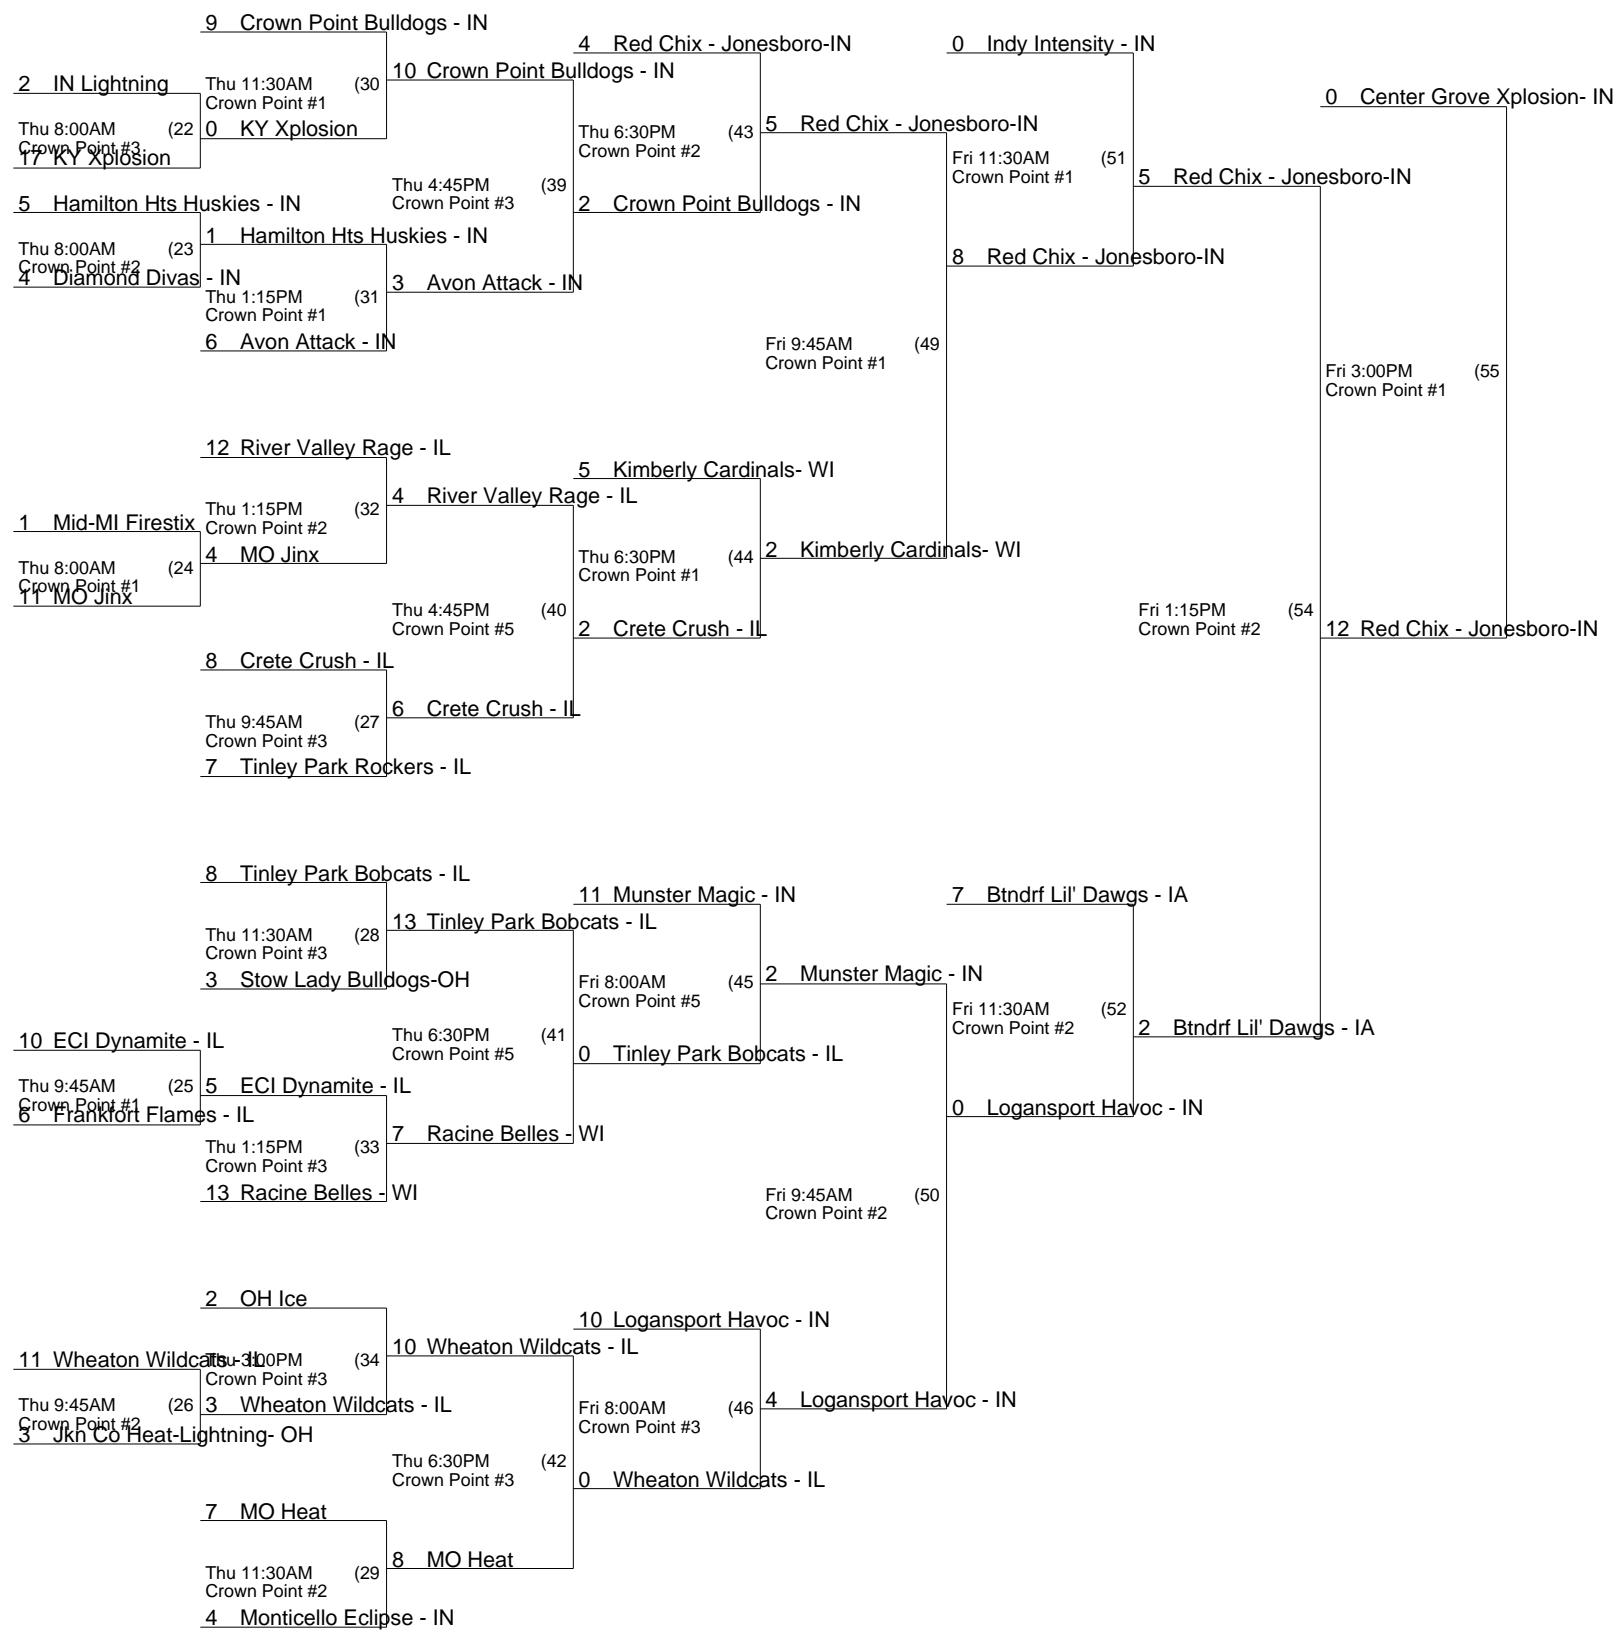 9 Crown Point Bulldogs - IN
4 Red Chix - Jonesboro-IN
0 Indy Intensity - IN
10 Crown Point Bulldogs - IN
2 IN Lightning
Thu 11:30AM (30
Crown Point #1
0 Center Grove Xplosion- IN
Thu 8:00AM (22
Crown Point #3
0 KY Xplosion
Thu 6:30PM (43
Crown Point #2
5 Red Chix - Jonesboro-IN
17 KY Xplosion
Fri 11:30AM (51
Crown Point #1
Thu 4:45PM (39
Crown Point #3
5 Red Chix - Jonesboro-IN
5 Hamilton Hts Huskies - IN
2 Crown Point Bulldogs - IN
1 Hamilton Hts Huskies - IN
Thu 8:00AM (23
Crown Point #2
8 Red Chix - Jonesboro-IN
4 Diamond Divas - IN
3 Avon Attack - IN
Thu 1:15PM (31
Crown Point #1
6 Avon Attack - IN
Fri 9:45AM (49
Crown Point #1
Fri 3:00PM (55
Crown Point #1
12 River Valley Rage - IL
5 Kimberly Cardinals- WI
4 River Valley Rage - IL
Thu 1:15PM (32
Crown Point #2
1 Mid-MI Firestix
4 MO Jinx
Thu 6:30PM (44
Crown Point #1
2 Kimberly Cardinals- WI
Thu 8:00AM (24
Crown Point #1
11 MO Jinx
Thu 4:45PM (40
Crown Point #5
Fri 1:15PM (54
Crown Point #2
2 Crete Crush - IL
12 Red Chix - Jonesboro-IN
8 Crete Crush - IL
6 Crete Crush - IL
Thu 9:45AM (27
Crown Point #3
7 Tinley Park Rockers - IL
8 Tinley Park Bobcats - IL
11 Munster Magic - IN
7 Btndrf Lil' Dawgs - IA
13 Tinley Park Bobcats - IL
Thu 11:30AM (28
Crown Point #3
3 Stow Lady Bulldogs-OH
Fri 8:00AM (45
Crown Point #5
2 Munster Magic - IN
Fri 11:30AM (52
Crown Point #2
10 ECI Dynamite - IL
Thu 6:30PM (41
Crown Point #5
2 Btndrf Lil' Dawgs - IA
0 Tinley Park Bobcats - IL
Thu 9:45AM (25
Crown Point #1
5 ECI Dynamite - IL
6 Frankfort Flames - IL
0 Logansport Havoc - IN
7 Racine Belles - WI
Thu 1:15PM (33
Crown Point #3
13 Racine Belles - WI
Fri 9:45AM (50
Crown Point #2
2 OH Ice
10 Logansport Havoc - IN
10 Wheaton Wildcats - IL
11 Wheaton Wildcats - IL
Thu 3:00PM (34
Crown Point #3
Thu 9:45AM (26
Crown Point #2
3 Wheaton Wildcats - IL
Fri 8:00AM (46
Crown Point #3
4 Logansport Havoc - IN
3 Jkn Co Heat-Lightning- OH
Thu 6:30PM (42
Crown Point #3
0 Wheaton Wildcats - IL
7 MO Heat
8 MO Heat
Thu 11:30AM (29
Crown Point #2
4 Monticello Eclipse - IN